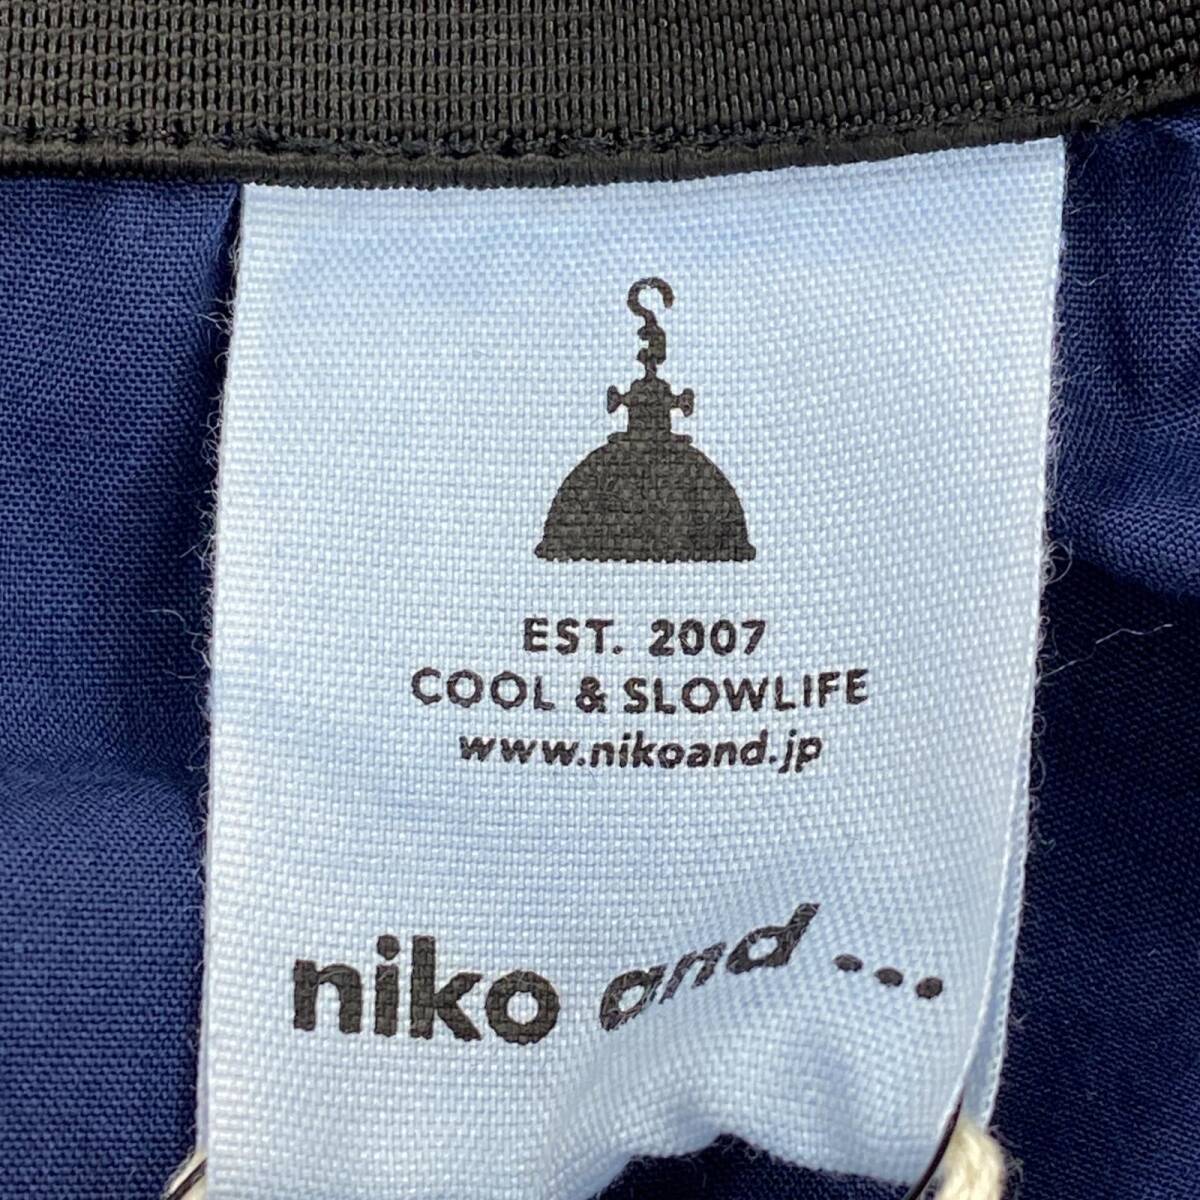 EST. 2007
COOL & SLOWLIFE
www.nikoand.jp
niko and ...